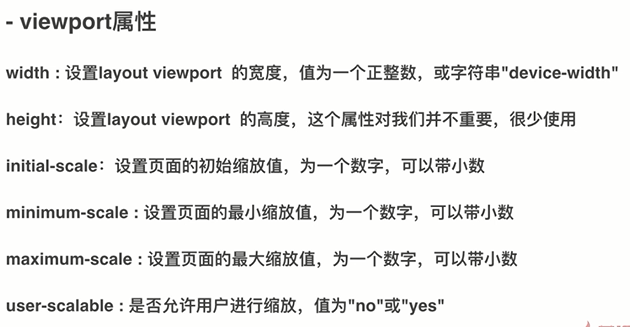 - viewport属性
width : 设置layout viewport 的宽度，值为一个正整数，或字符串"device-width"
height：设置layout viewport 的高度，这个属性对我们并不重要，很少使用
initial-scale：设置页面的初始缩放值，为一个数字，可以带小数
minimum-scale : 设置页面的最小缩放值，为一个数字，可以带小数
maximum-scale : 设置页面的最大缩放值，为一个数字，可以带小数
user-scalable : 是否允许用户进行缩放，值为"no"或"yes"